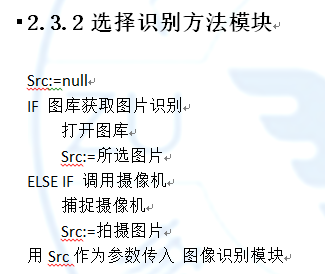 2.3.2选择识别方法模块
Src:=null
IF 图库获取图片识别
打开图库
Src:=所选图片
ELSE IF 调用摄像机
捕捉摄像机
Src:=拍摄图片
用 Src 作为参数传入 图像识别模块